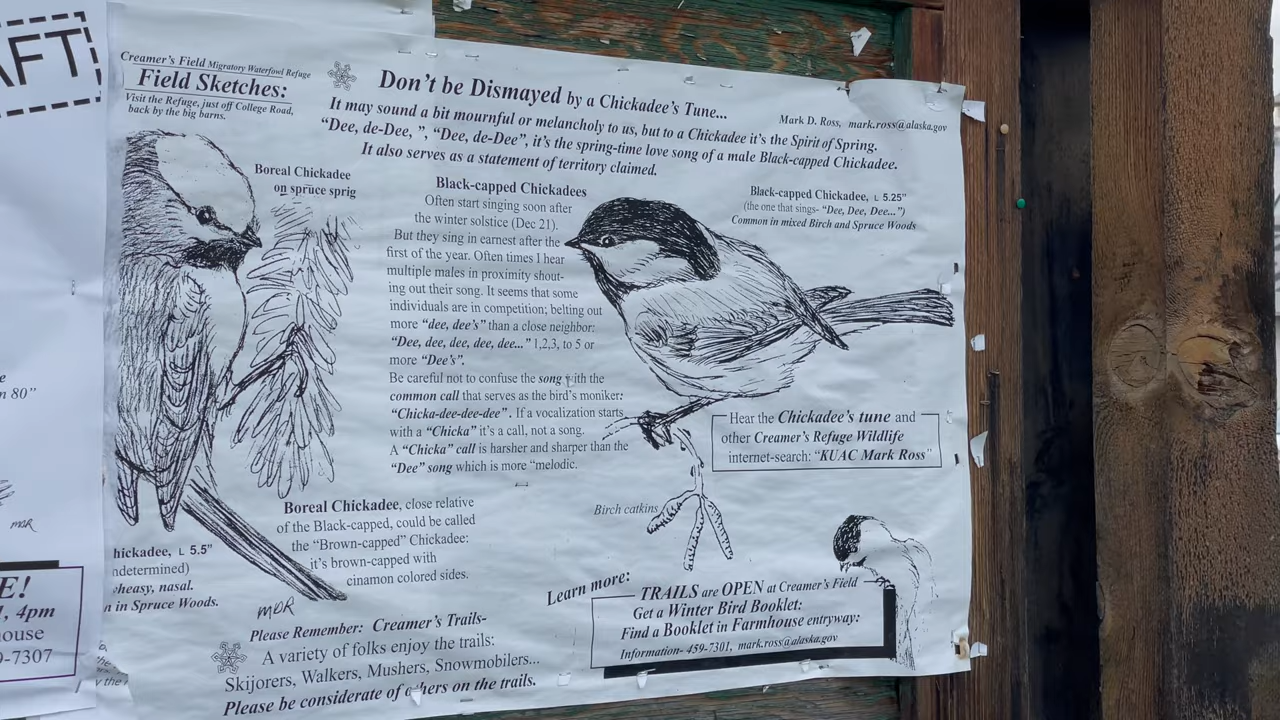 AFT
Creamer's Field Migratory Waterfowl Refuge
Field Sketches:
Visit the Refuge, just off College Road,
back by the big barns.
Don't be Dismayed by a Chickadee's Tune...
It may sound a bit mournful or melancholy to us, but to a Chickadee it's the Spirit of Spring.
"Dee, de-Dee, ", "Dee, de-Dee", it's the spring-time love song of a male Black-capped Chickadee.
It also serves as a statement of territory claimed.
Mark D. Ross, mark.ross@alaska.gov
Boreal Chickadee
on spruce sprig
Black-capped Chickadees
Often start singing soon after
the winter solstice (Dec 21).
But they sing in earnest after the
first of the year. Often times I hear
multiple males in proximity shout-
ing out their song. It seems that some
individuals are in competition; belting out
more "dee, dee's" than a close neighbor:
"Dee, dee, dee, dee, dee..." 1,2,3, to 5 or
more "Dee's".
Be careful not to confuse the song with the
common call that serves as the bird's moniker:
"Chicka-dee-dee-dee". If a vocalization starts
with a "Chicka" it's a call, not a song.
A "Chicka" call is harsher and sharper than the
"Dee" song which is more "melodic.
Black-capped Chickadee, L 5.25"
(the one that sings- "Dee, Dee, Dee...")
Common in mixed Birch and Spruce Woods
Hear the Chickadee's tune and
other Creamer's Refuge Wildlife
internet-search: "KUAC Mark Ross"
Birch catkins
Boreal Chickadee, close relative
of the Black-capped, could be called
the "Brown-capped" Chickadee:
it's brown-capped with
cinamon colored sides.
hickadee, L 5.5"
ndetermined)
heasy, nasal.
n in Spruce Woods.
MDR
Please Remember: Creamer's Trails-
A variety of folks enjoy the trails:
Skijorers, Walkers, Mushers, Snowmobilers...
Please be considerate of others on the trails.
Learn more:
TRAILS are OPEN at Creamer's Field
Get a Winter Bird Booklet:
Find a Booklet in Farmhouse entryway:
Information- 459-7301, mark.ross@alaska.gov
e
n 80"
MDR
E!
, 4pm
house
9-7307